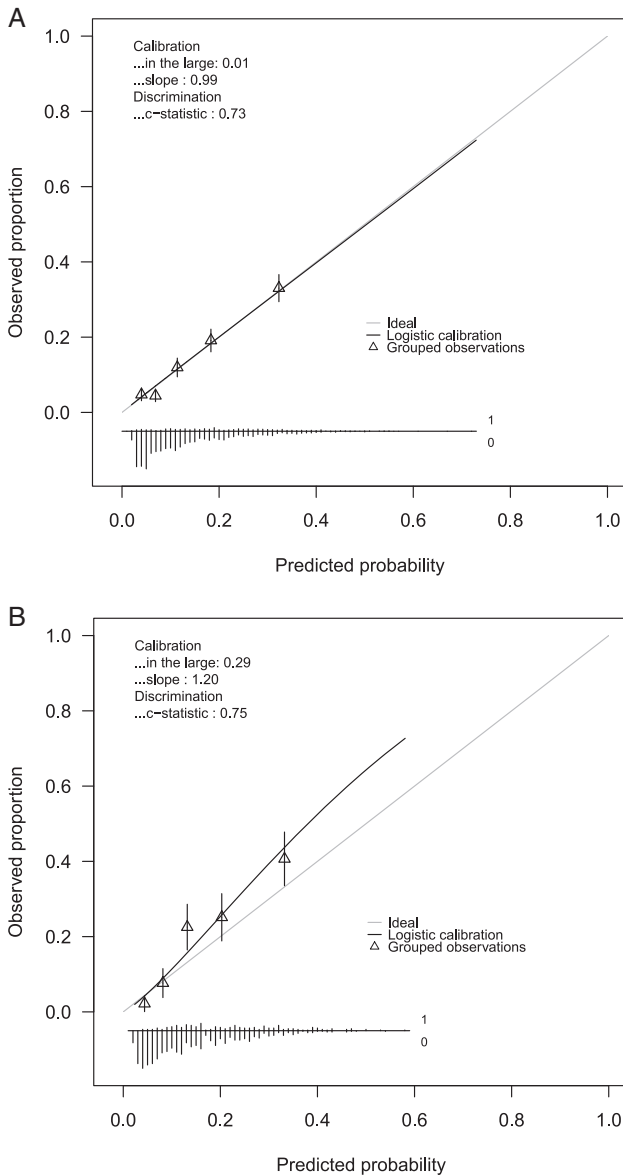 A
1.0
0.8
0.6
0.4
0.2
0.0
Observed proportion
Calibration
...in the large: 0.01
...slope : 0.99
Discrimination
...c−statistic : 0.73
Ideal
Logistic calibration
Grouped observations
1
0
0.0 0.2 0.4 0.6 0.8 1.0
Predicted probability
B
1.0
0.8
0.6
0.4
0.2
0.0
Observed proportion
Calibration
...in the large: 0.29
...slope : 1.20
Discrimination
...c−statistic : 0.75
Ideal
Logistic calibration
Grouped observations
1
0
0.0 0.2 0.4 0.6 0.8 1.0
Predicted probability